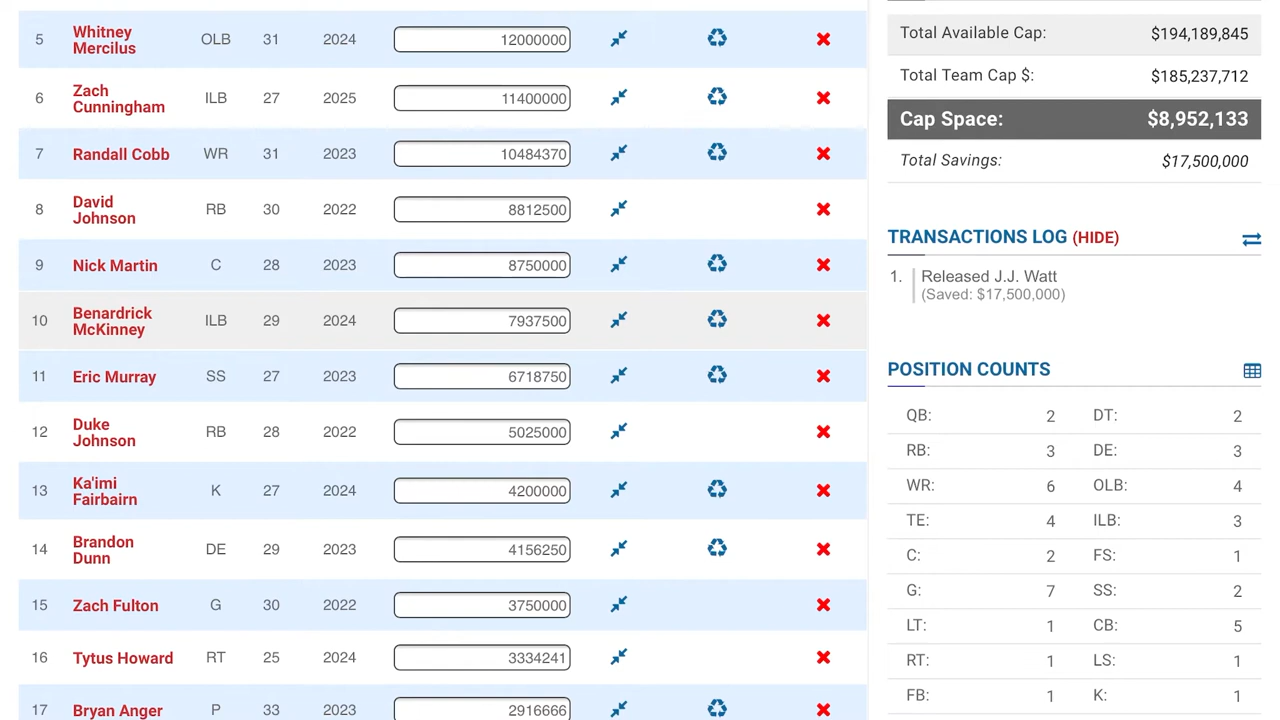 5 Whitney Mercilus OLB 31 2024 12000000
6 Zach Cunningham ILB 27 2025 11400000
7 Randall Cobb WR 31 2023 10484370
8 David Johnson RB 30 2022 8812500
9 Nick Martin C 28 2023 8750000
10 Benardrick McKinney ILB 29 2024 7937500
11 Eric Murray SS 27 2023 6718750
12 Duke Johnson RB 28 2022 5025000
13 Ka'imi Fairbairn K 27 2024 4200000
14 Brandon Dunn DE 29 2023 4156250
15 Zach Fulton G 30 2022 3750000
16 Tytus Howard RT 25 2024 3334241
17 Bryan Anger P 33 2023 2916666
Total Available Cap: $194,189,845
Total Team Cap $: $185,237,712
Cap Space: $8,952,133
Total Savings: $17,500,000
TRANSACTIONS LOG (HIDE)
1. Released J.J. Watt
(Saved: $17,500,000)
POSITION COUNTS
QB: 2 DT: 2
RB: 3 DE: 3
WR: 6 OLB: 4
TE: 4 ILB: 3
C: 2 FS: 1
G: 7 SS: 2
LT: 1 CB: 5
RT: 1 LS: 1
FB: 1 K: 1